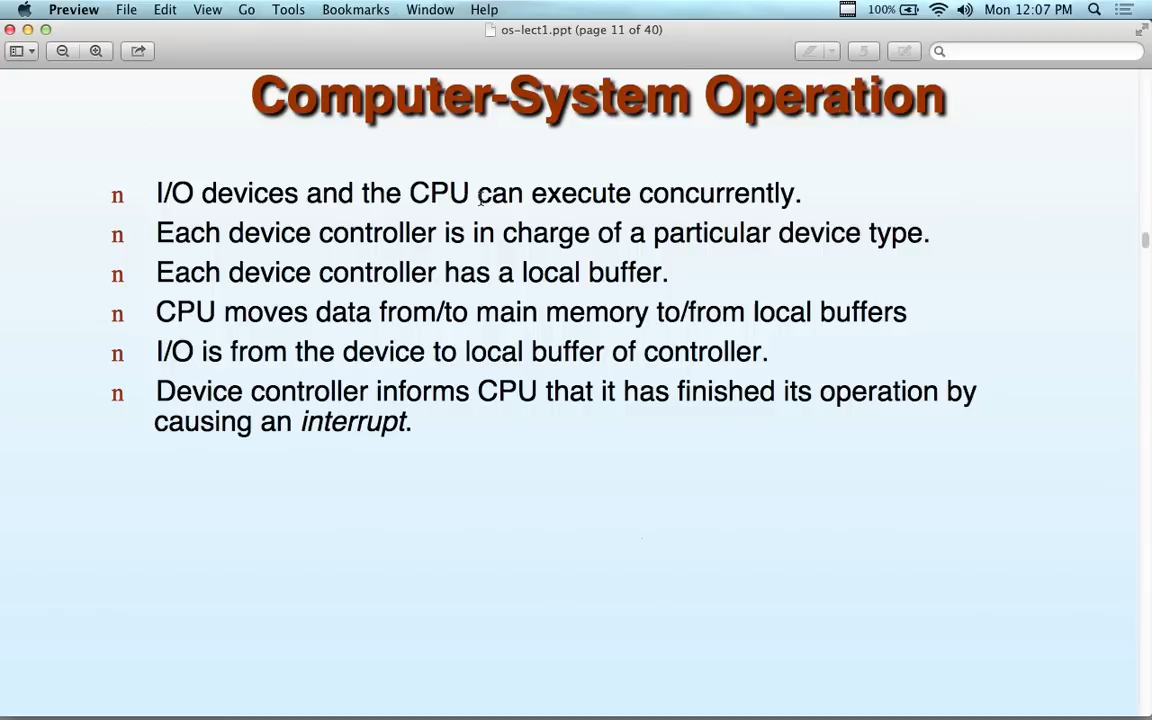 Preview File Edit View Go Tools Bookmarks Window Help 100% Mon 12:07 PM
os-lect1.ppt (page 11 of 40)
Computer-System Operation
n I/O devices and the CPU can execute concurrently.
n Each device controller is in charge of a particular device type.
n Each device controller has a local buffer.
n CPU moves data from/to main memory to/from local buffers
n I/O is from the device to local buffer of controller.
n Device controller informs CPU that it has finished its operation by
causing an interrupt.